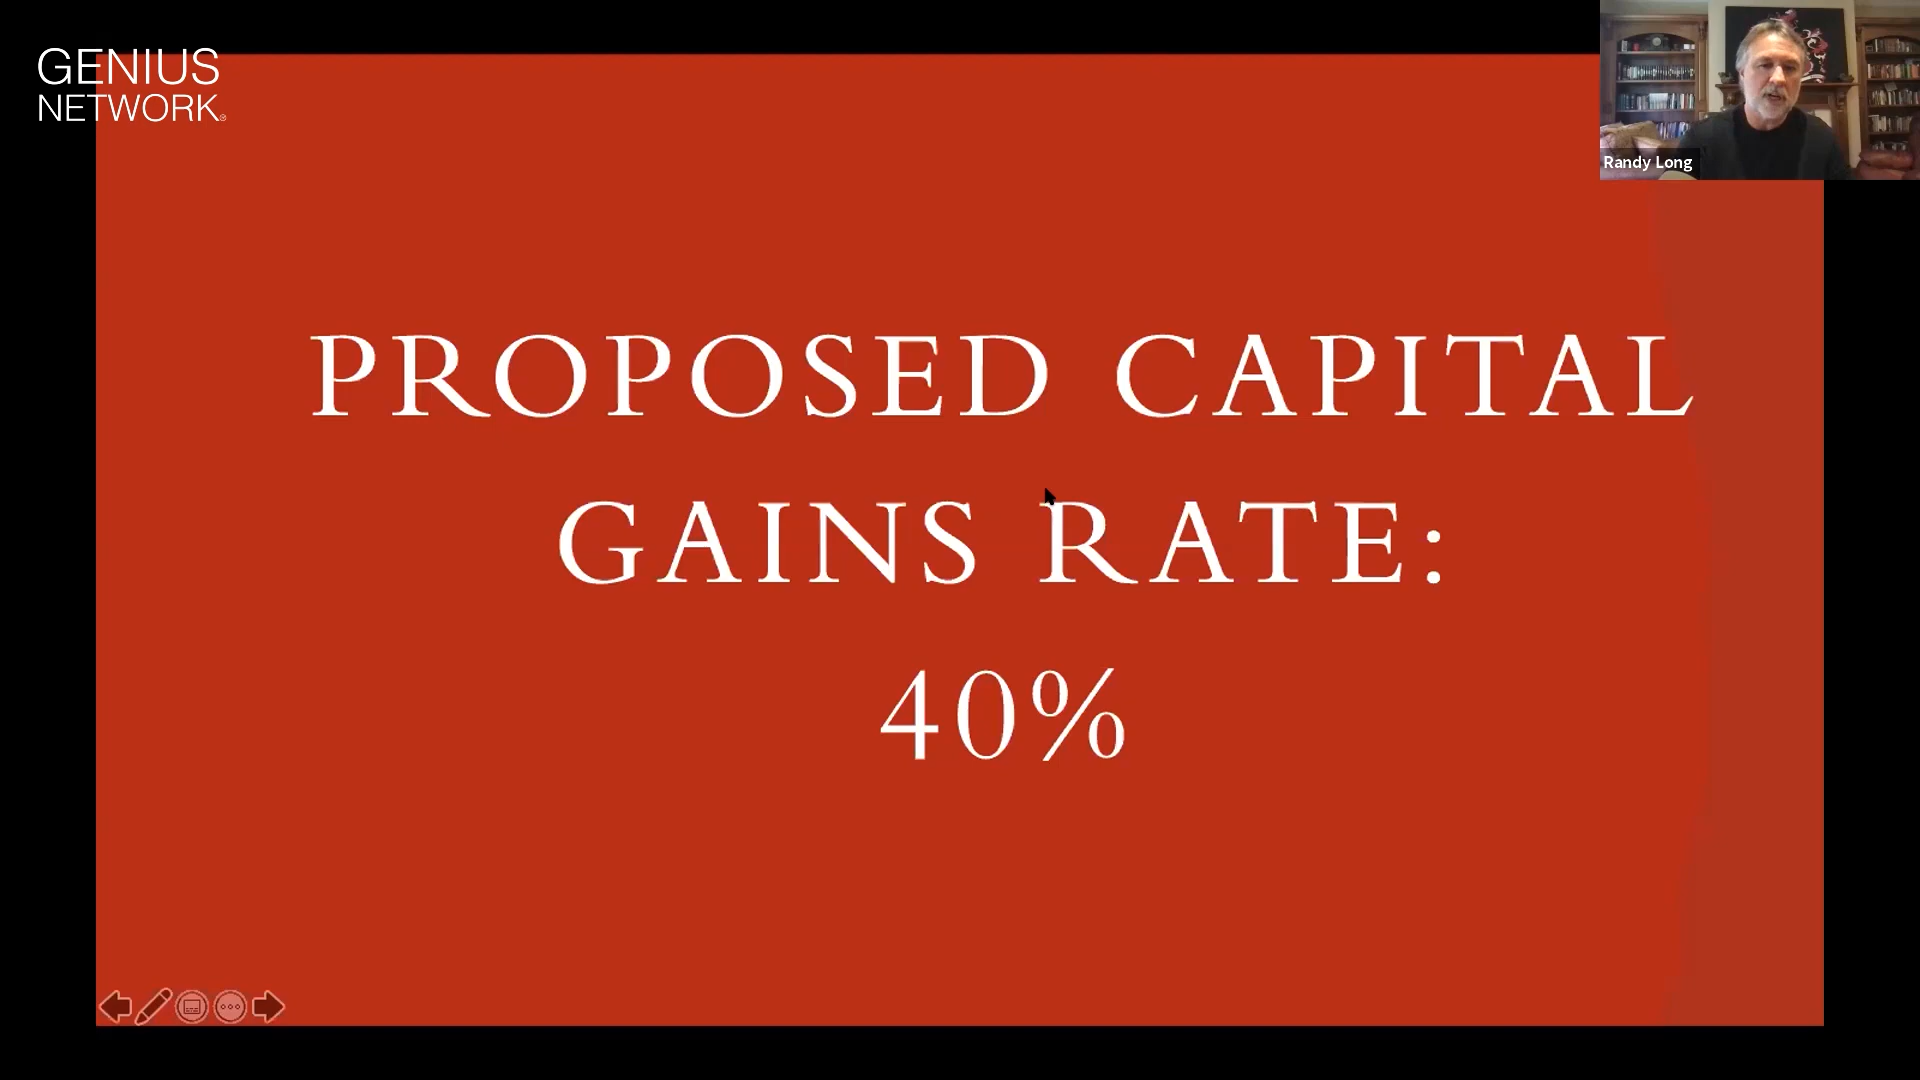 GENIUS
NETWORK®
Randy Long
PROPOSED CAPITAL
GAINS RATE:
40%